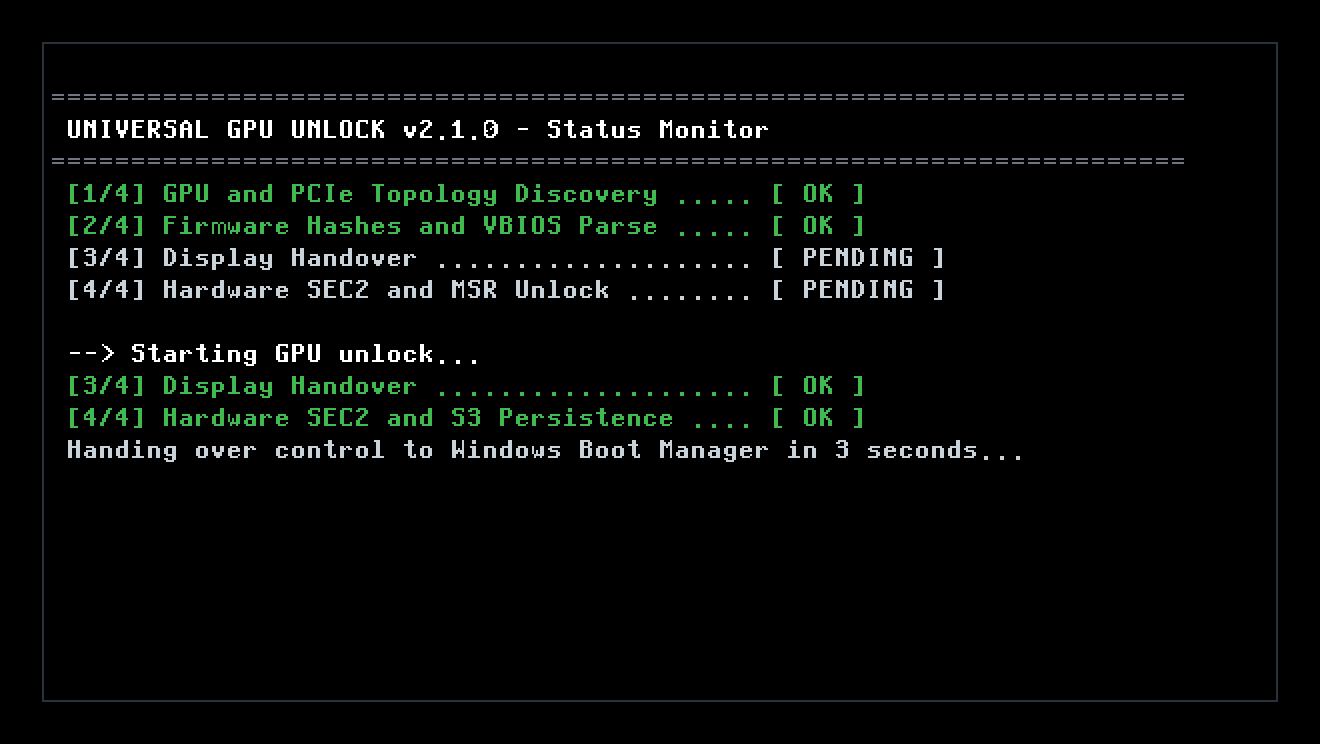 =======================================================================
UNIVERSAL GPU UNLOCK v2.1.0 - Status Monitor
=======================================================================
[1/4] GPU and PCIe Topology Discovery ..... [ OK ]
[2/4] Firmware Hashes and VBIOS Parse ..... [ OK ]
[3/4] Display Handover .................... [ PENDING ]
[4/4] Hardware SEC2 and MSR Unlock ........ [ PENDING ]
--> Starting GPU unlock...
[3/4] Display Handover .................... [ OK ]
[4/4] Hardware SEC2 and S3 Persistence .... [ OK ]
Handing over control to Windows Boot Manager in 3 seconds...